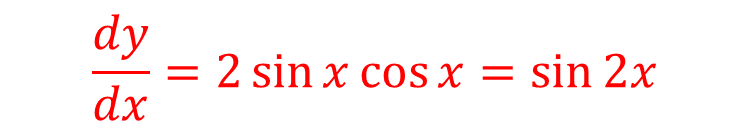 dy/dx = 2 sin x cos x = sin 2x